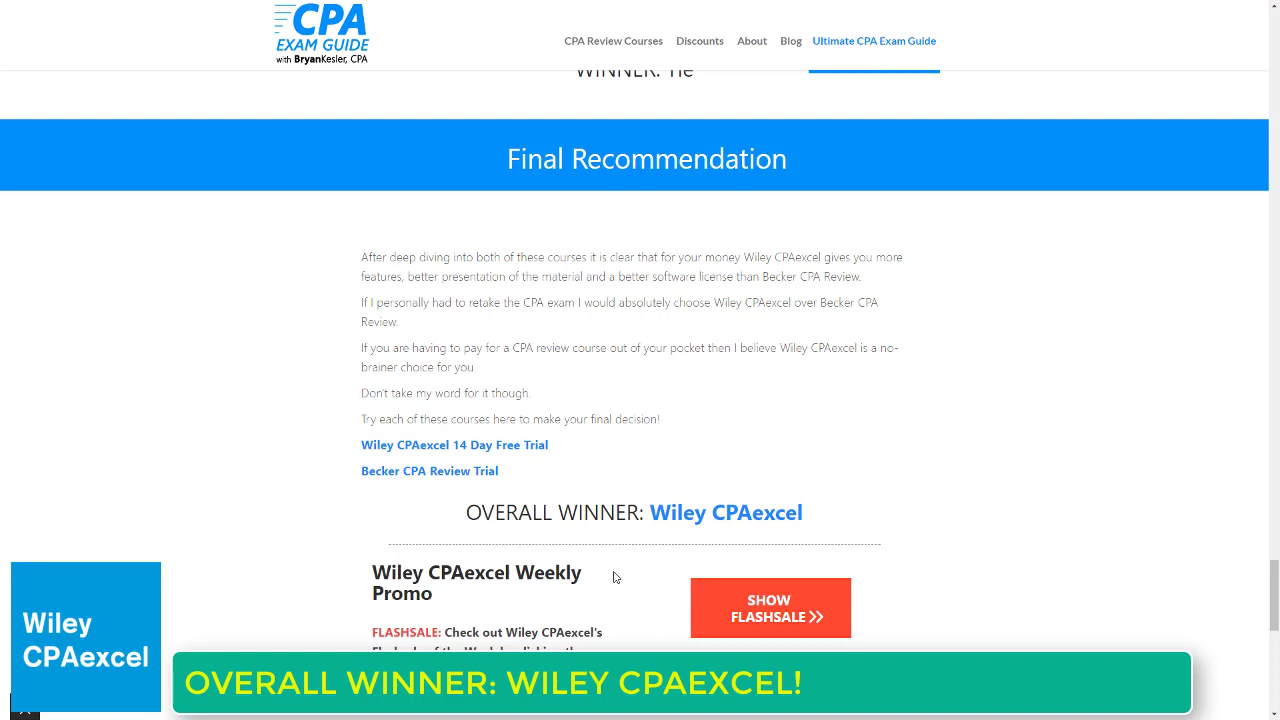 CPA
EXAM GUIDE
with BryanKesler, CPA
CPA Review Courses
Discounts
About
Blog
Ultimate CPA Exam Guide
WINNER: Tie
Final Recommendation
After deep diving into both of these courses it is clear that for your money Wiley CPAexcel gives you more
features, better presentation of the material and a better software license than Becker CPA Review.
If I personally had to retake the CPA exam I would absolutely choose Wiley CPAexcel over Becker CPA
Review.
If you are having to pay for a CPA review course out of your pocket then I believe Wiley CPAexcel is a no-
brainer choice for you.
Don't take my word for it though.
Try each of these courses here to make your final decision!
Wiley CPAexcel 14 Day Free Trial
Becker CPA Review Trial
OVERALL WINNER: Wiley CPAexcel
Wiley CPAexcel Weekly
Promo
SHOW
FLASHSALE
FLASHSALE: Check out Wiley CPAexcel's
Wiley
CPAexcel
OVERALL WINNER: WILEY CPAEXCEL!